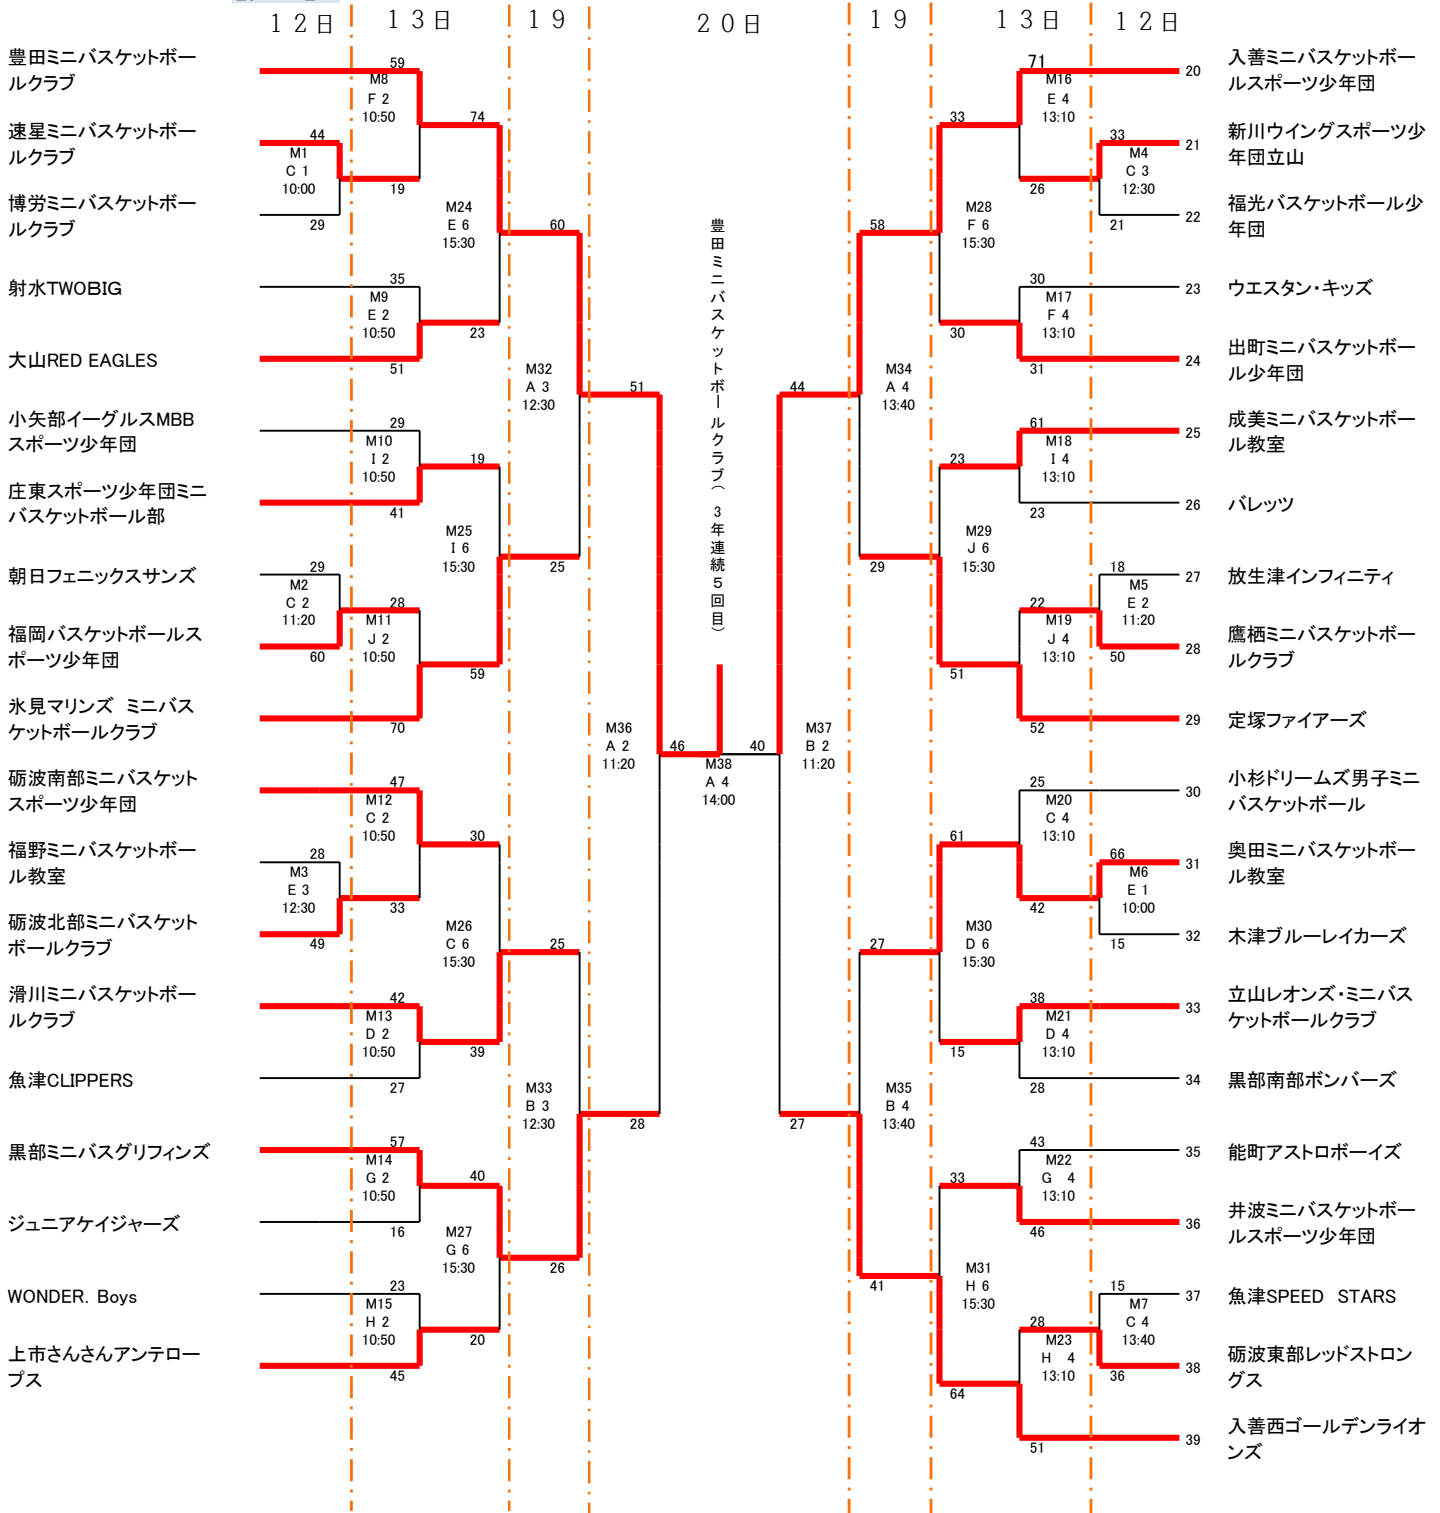 12日
13日
19
20日
19
13日
12日
豊田ミニバスケットボー
ルクラブ
速星ミニバスケットボー
ルクラブ
博労ミニバスケットボー
ルクラブ
射水TWOBIG
大山RED EAGLES
小矢部イーグルスMBB
スポーツ少年団
庄東スポーツ少年団ミニ
バスケットボール部
朝日フェニックスサンズ
福岡バスケットボールス
ポーツ少年団
氷見マリンズ ミニバス
ケットボールクラブ
砺波南部ミニバスケット
スポーツ少年団
福野ミニバスケットボー
ル教室
砺波北部ミニバスケット
ボールクラブ
滑川ミニバスケットボー
ルクラブ
魚津CLIPPERS
黒部ミニバスグリフィンズ
ジュニアケイジャーズ
WONDER. Boys
上市さんさんアンテロー
プス
44
M1
C 1
10:00
29
29
M2
C 2
11:20
60
28
M3
E 3
12:30
49
59
M8
F 2
10:50
19
35
M9
E 2
10:50
51
29
M10
I 2
10:50
41
28
M11
J 2
10:50
70
47
M12
C 2
10:50
33
42
M13
D 2
10:50
27
57
M14
G 2
10:50
16
23
M15
H 2
10:50
45
74
M24
E 6
15:30
23
19
M25
I 6
15:30
59
30
M26
C 6
15:30
39
40
M27
G 6
15:30
20
60
M32
A 3
12:30
25
25
M33
B 3
12:30
26
51
M36
A 2
11:20
28
豊田ミニバスケットボールクラブ(3年連続5回目)
46
M38
A 4
14:00
40
44
M37
B 2
11:20
27
58
M34
A 4
13:40
29
27
M35
B 4
13:40
41
33
M28
F 6
15:30
30
23
M29
J 6
15:30
51
61
M30
D 6
15:30
15
33
M31
H 6
15:30
64
71
M16
E 4
13:10
26
30
M17
F 4
13:10
31
61
M18
I 4
13:10
23
22
M19
J 4
13:10
52
25
M20
C 4
13:10
42
38
M21
D 4
13:10
28
43
M22
G 4
13:10
46
28
M23
H 4
13:10
51
33
M4
C 3
12:30
21
18
M5
E 2
11:20
50
66
M6
E 1
10:00
15
15
M7
C 4
13:40
36
20
入善ミニバスケットボー
ルスポーツ少年団
21
新川ウイングスポーツ少
年団立山
22
福光バスケットボール少
年団
23
ウエスタン・キッズ
24
出町ミニバスケットボー
ル少年団
25
成美ミニバスケットボー
ル教室
26
バレッツ
27
放生津インフィニティ
28
鷹栖ミニバスケットボー
ルクラブ
29
定塚ファイアーズ
30
小杉ドリームズ男子ミニ
バスケットボール
31
奥田ミニバスケットボー
ル教室
32
木津ブルーレイカーズ
33
立山レオンズ・ミニバス
ケットボールクラブ
34
黒部南部ボンバーズ
35
能町アストロボーイズ
36
井波ミニバスケットボー
ルスポーツ少年団
37
魚津SPEED STARS
38
砺波東部レッドストロン
グス
39
入善西ゴールデンライオ
ンズ